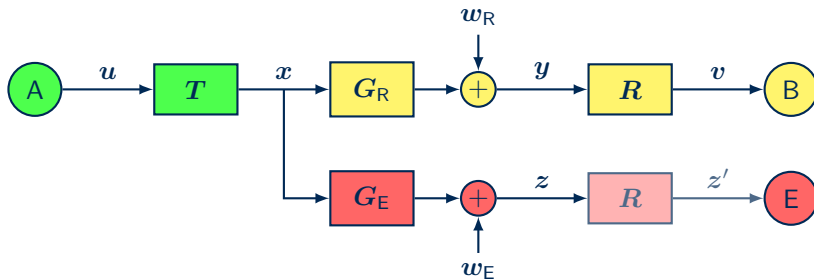 w_R
A u T x G_R + y R v B
G_E + z R z′ E
w_E